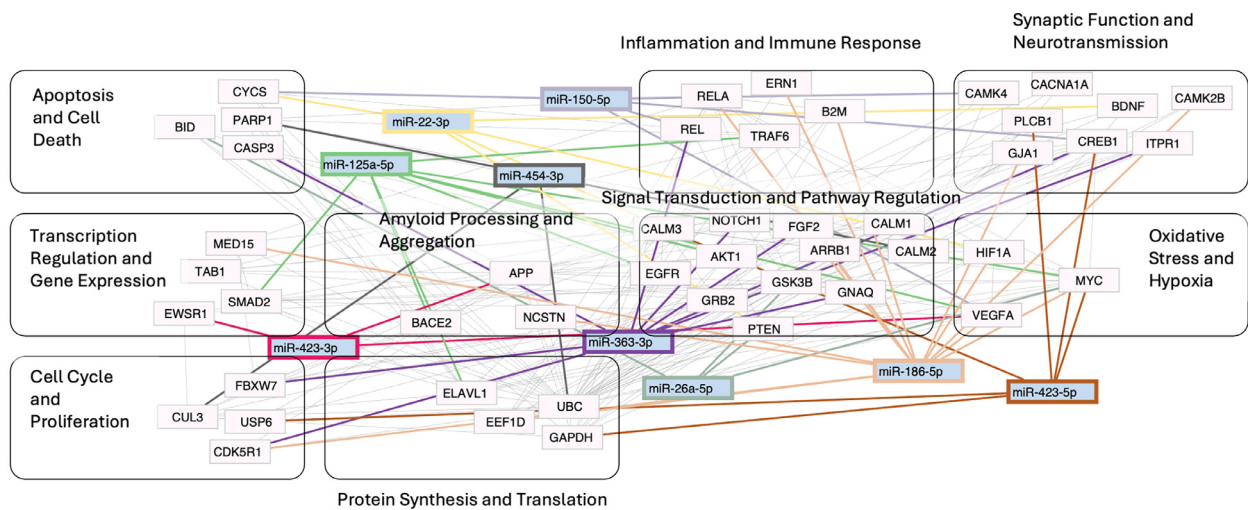 Synaptic Function and
Neurotransmission
Inflammation and Immune Response
Apoptosis
and Cell
Death
CYCS
PARP1
BID
CASP3
miR-150-5p
miR-22-3p
miR-125a-5p
miR-454-3p
ERN1
RELA
B2M
REL
TRAF6
CACNA1A
CAMK4
CAMK2B
BDNF
PLCB1
CREB1
ITPR1
GJA1
Signal Transduction and Pathway Regulation
Transcription
Regulation and
Gene Expression
MED15
TAB1
SMAD2
EWSR1
Amyloid Processing and
Aggregation
APP
BACE2
NCSTN
NOTCH1
CALM3
FGF2
CALM1
ARRB1
CALM2
AKT1
EGFR
GSK3B
GRB2
GNAQ
PTEN
HIF1A
MYC
VEGFA
Oxidative
Stress and
Hypoxia
miR-423-3p
miR-363-3p
miR-26a-5p
miR-186-5p
miR-423-5p
Cell Cycle
and
Proliferation
FBXW7
CUL3
USP6
CDK5R1
ELAVL1
EEF1D
UBC
GAPDH
Protein Synthesis and Translation